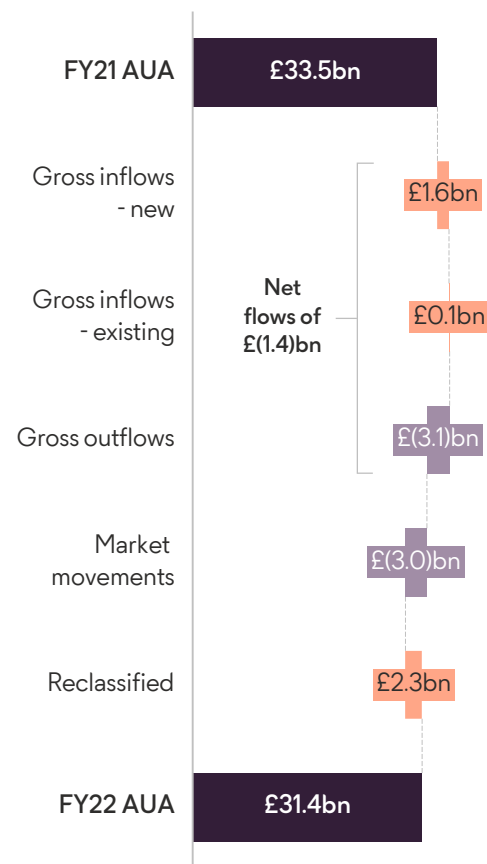 FY21 AUA
£33.5bn
Gross inflows
- new
£1.6bn
Gross inflows
- existing
£0.1bn
Net
flows of
£(1.4)bn
Gross outflows
£(3.1)bn
Market
movements
£(3.0)bn
Reclassified
£2.3bn
FY22 AUA
£31.4bn